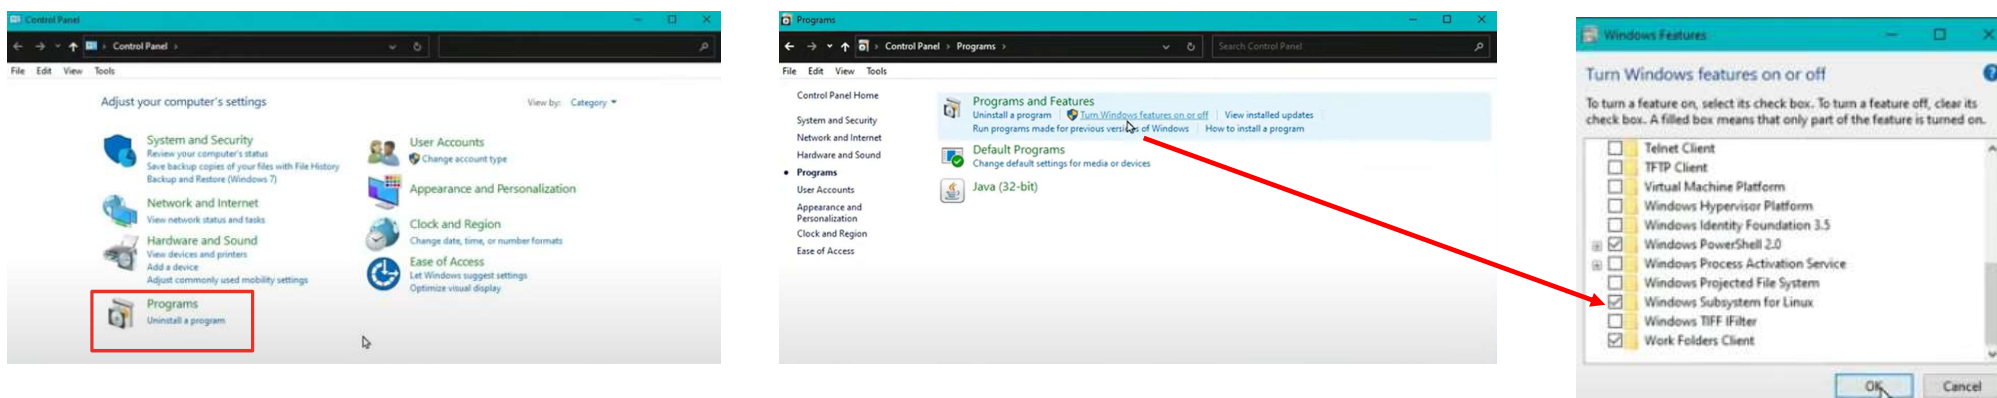 Control Panel
Control Panel
File Edit View Tools
Adjust your computer's settings
View by: Category
System and Security
Review your computer's status
Save backup copies of your files with File History
Backup and Restore (Windows 7)
Network and Internet
View network status and tasks
Hardware and Sound
View devices and printers
Add a device
Adjust commonly used mobility settings
Programs
Uninstall a program
User Accounts
Change account type
Appearance and Personalization
Clock and Region
Change date, time, or number formats
Ease of Access
Let Windows suggest settings
Optimize visual display
Programs
Control Panel > Programs >
Search Control Panel
File Edit View Tools
Control Panel Home
System and Security
Network and Internet
Hardware and Sound
Programs
User Accounts
Appearance and
Personalization
Clock and Region
Ease of Access
Programs and Features
Uninstall a program | Turn Windows features on or off | View installed updates
Run programs made for previous versions of Windows | How to install a program
Default Programs
Change default settings for media or devices
Java (32-bit)
Windows Features
Turn Windows features on or off
To turn a feature on, select its check box. To turn a feature off, clear its
check box. A filled box means that only part of the feature is turned on.
Telnet Client
TFTP Client
Virtual Machine Platform
Windows Hypervisor Platform
Windows Identity Foundation 3.5
Windows PowerShell 2.0
Windows Process Activation Service
Windows Projected File System
Windows Subsystem for Linux
Windows TIFF IFilter
Work Folders Client
OK
Cancel